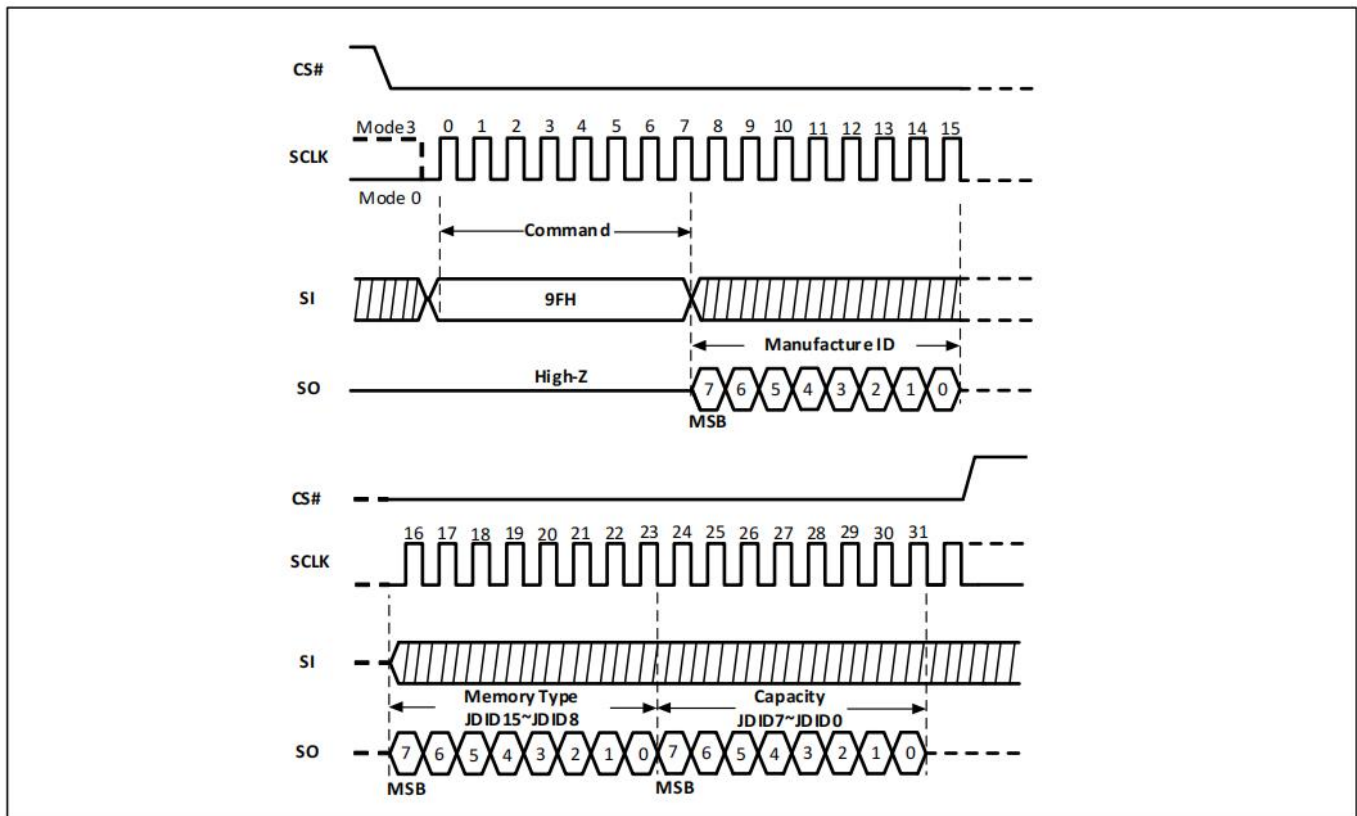 CS#
Mode3 0 1 2 3 4 5 6 7 8 9 10 11 12 13 14 15
SCLK
Mode 0
Command
SI 9FH
Manufacture ID
High-Z
SO 7 6 5 4 3 2 1 0
MSB
CS#
16 17 18 19 20 21 22 23 24 25 26 27 28 29 30 31
SCLK
SI
Memory Type Capacity
JDID15~JDID8 JDID7~JDID0
SO 7 6 5 4 3 2 1 0 7 6 5 4 3 2 1 0
MSB MSB